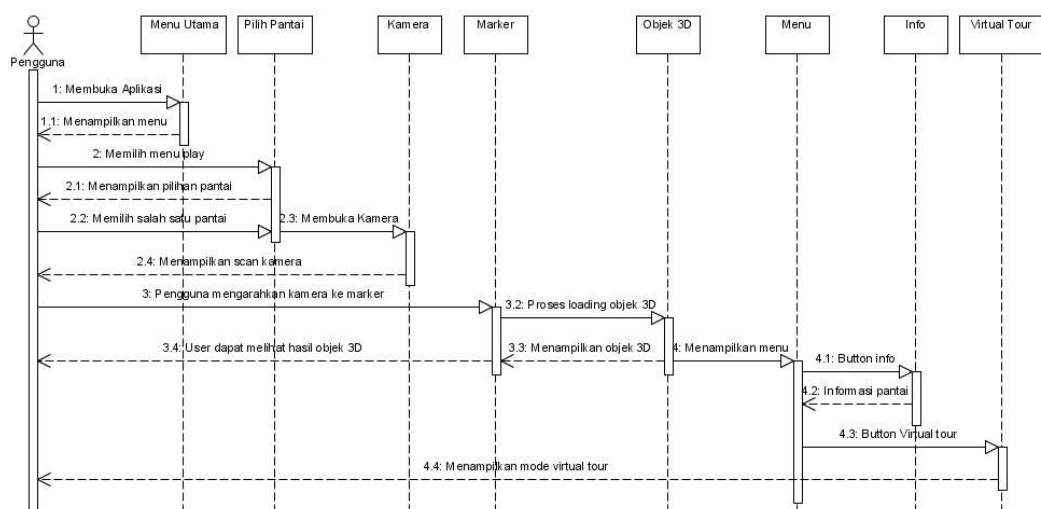 Menu Utama
Pilih Pantai
Kamera
Marker
Objek 3D
Menu
Info
Virtual Tour
Pengguna
1: Membuka Aplikasi
1.1: Menampilkan menu
2: Memilih menu play
2.1: Menampilkan pilihan pantai
2.2: Memilih salah satu pantai
2.3: Membuka Kamera
2.4: Menampilkan scan kamera
3: Pengguna mengarahkan kamera ke marker
3.2: Proses loading objek 3D
3.4: User dapat melihat hasil objek 3D
3.3: Menampilkan objek 3D
4: Menampilkan menu
4.1: Button info
4.2: Informasi pantai
4.3: Button Virtual tour
4.4: Menampilkan mode virtual tour